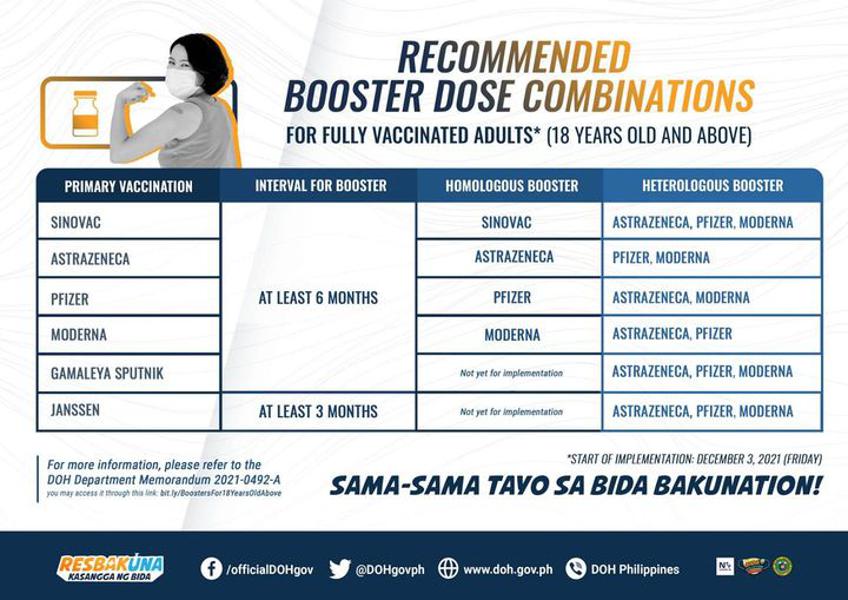 RECOMMENDED
BOOSTER DOSE COMBINATIONS
FOR FULLY VACCINATED ADULTS* (18 YEARS OLD AND ABOVE)
PRIMARY VACCINATION INTERVAL FOR BOOSTER HOMOLOGOUS BOOSTER HETEROLOGOUS BOOSTER
SINOVAC SINOVAC ASTRAZENECA, PFIZER, MODERNA
ASTRAZENECA ASTRAZENECA PFIZER, MODERNA
PFIZER AT LEAST 6 MONTHS PFIZER ASTRAZENECA, MODERNA
MODERNA MODERNA ASTRAZENECA, PFIZER
GAMALEYA SPUTNIK Not yet for implementation ASTRAZENECA, PFIZER, MODERNA
JANSSEN AT LEAST 3 MONTHS Not yet for implementation ASTRAZENECA, PFIZER, MODERNA
For more information, please refer to the
DOH Department Memorandum 2021-0492-A
you may access it through this link: bit.ly/BoostersFor18YearsOldAbove
*START OF IMPLEMENTATION: DECEMBER 3, 2021 (FRIDAY)
SAMA-SAMA TAYO SA BIDA BAKUNATION!
RESBAKUNA
KASANGGA NG BIDA
/officialDOHgov @DOHgovph www.doh.gov.ph DOH Philippines